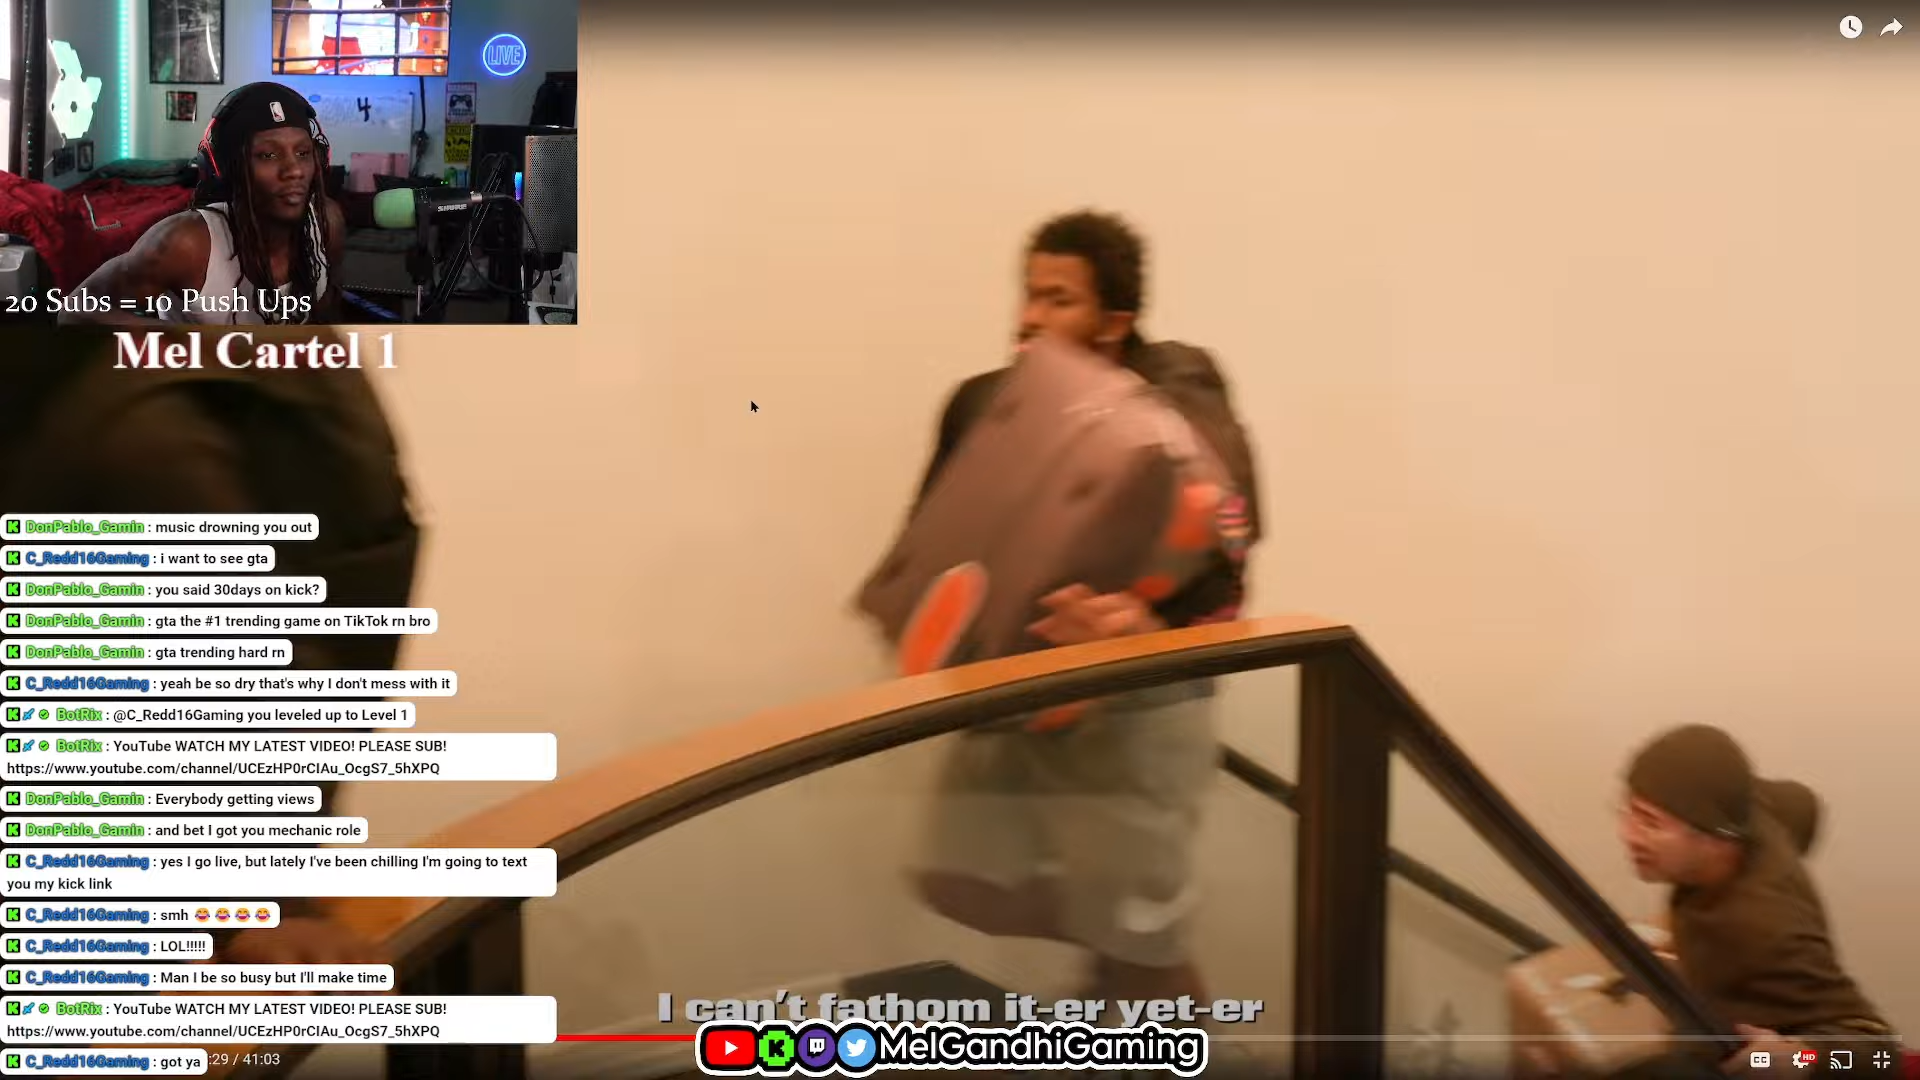 LIVE
4
SHURE
20 Subs = 10 Push Ups
Mel Cartel 1
DonPablo_Gamin : music drowning you out
C_Redd16Gaming : i want to see gta
DonPablo_Gamin : you said 30days on kick?
DonPablo_Gamin : gta the #1 trending game on TikTok rn bro
DonPablo_Gamin : gta trending hard rn
C_Redd16Gaming : yeah be so dry that's why I don't mess with it
BotRix : @C_Redd16Gaming you leveled up to Level 1
BotRix : YouTube WATCH MY LATEST VIDEO! PLEASE SUB!
https://www.youtube.com/channel/UCEzHP0rCIAu_OcgS7_5hXPQ
DonPablo_Gamin : Everybody getting views
DonPablo_Gamin : and bet I got you mechanic role
C_Redd16Gaming : yes I go live, but lately I've been chilling I'm going to text
you my kick link
C_Redd16Gaming : smh 😂 😂 😂 😂
C_Redd16Gaming : LOL!!!!!
C_Redd16Gaming : Man I be so busy but I'll make time
BotRix : YouTube WATCH MY LATEST VIDEO! PLEASE SUB!
https://www.youtube.com/channel/UCEzHP0rCIAu_OcgS7_5hXPQ
C_Redd16Gaming : got ya
:29 / 41:03
I can't fathom it-er yet-er
K MelGandhiGaming
CC
HD